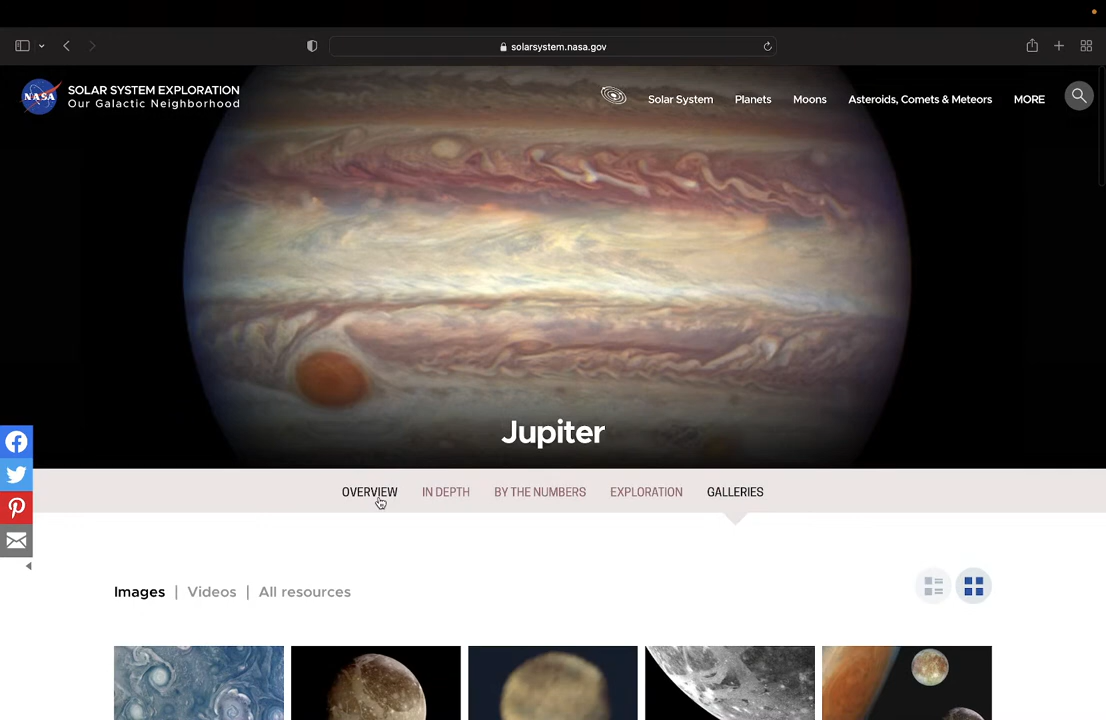 solarsystem.nasa.gov
NASA
SOLAR SYSTEM EXPLORATION
Our Galactic Neighborhood
Solar System Planets Moons Asteroids, Comets & Meteors MORE
Jupiter
OVERVIEW IN DEPTH BY THE NUMBERS EXPLORATION GALLERIES
Images | Videos | All resources